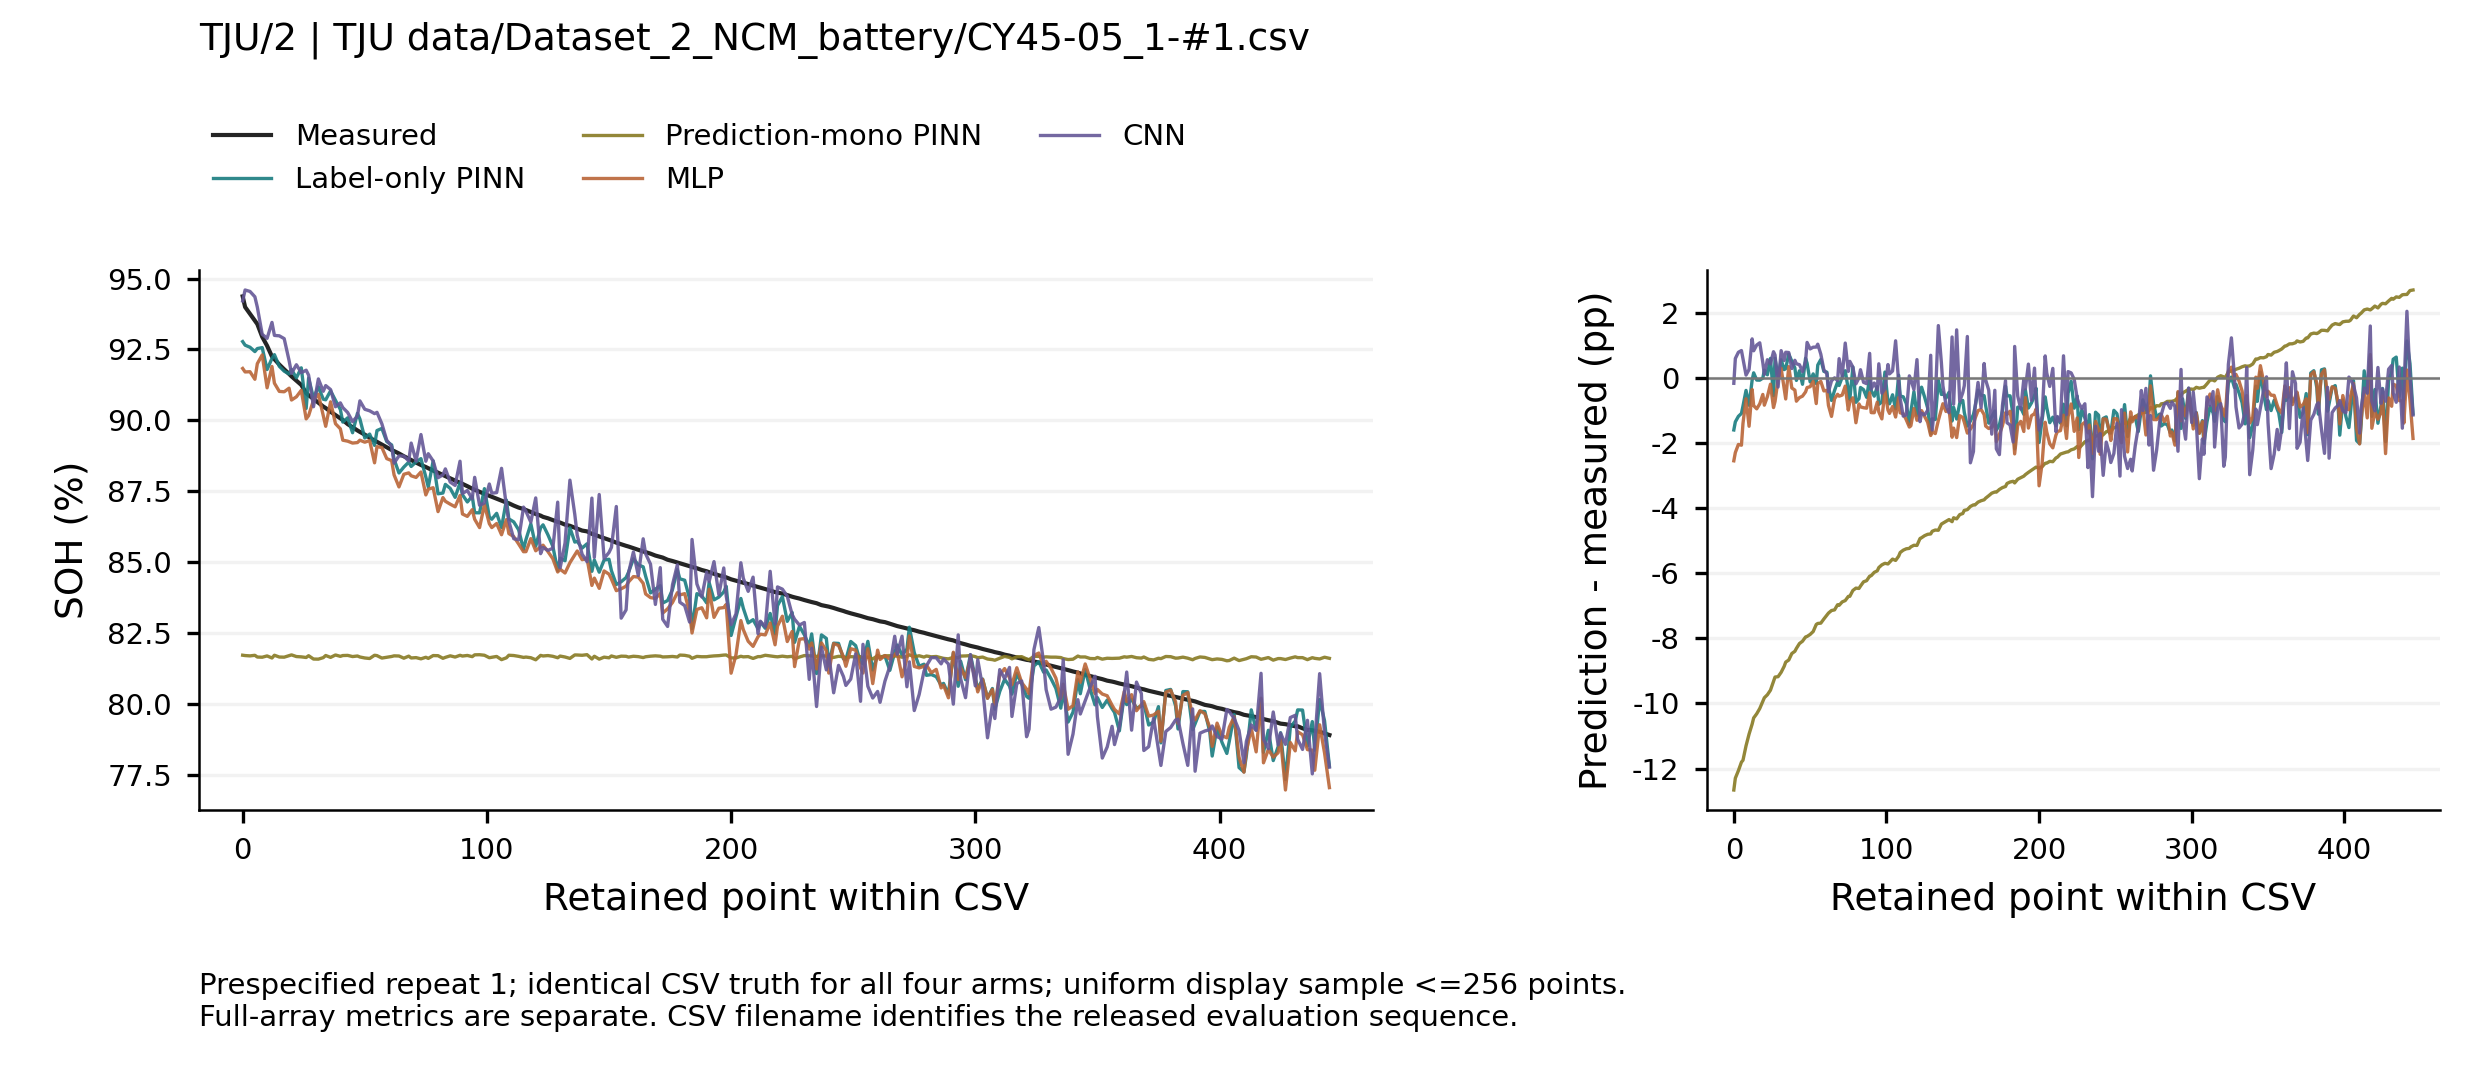 TJU/2 | TJU data/Dataset_2_NCM_battery/CY45-05_1-#1.csv
Measured
Prediction-mono PINN
CNN
Label-only PINN
MLP
SOH (%)
95.0
92.5
90.0
87.5
85.0
82.5
80.0
77.5
0
100
200
300
400
Retained point within CSV
Prediction - measured (pp)
2
0
-2
-4
-6
-8
-10
-12
0
100
200
300
400
Retained point within CSV
Prespecified repeat 1; identical CSV truth for all four arms; uniform display sample <=256 points.
Full-array metrics are separate. CSV filename identifies the released evaluation sequence.